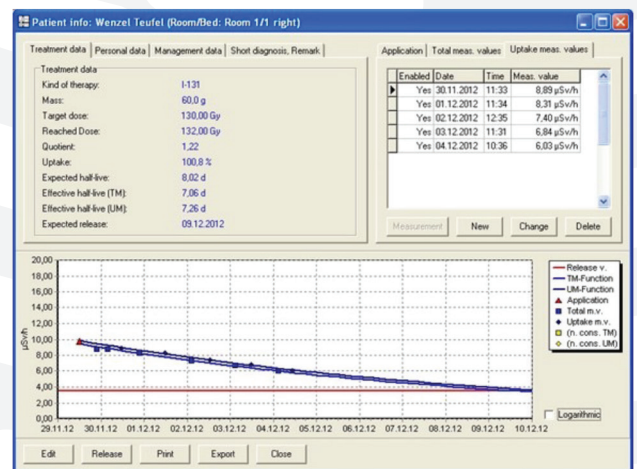 Patient info: Wenzel Teufel (Room/Bed: Room 1/1 right)
Treatment data Personal data Management data Short diagnosis, Remark
Treatment data
Kind of therapy: I-131
Mass: 60,0 g
Target dose: 130,00 Gy
Reached Dose: 132,00 Gy
Quotient: 1,22
Uptake: 100,8 %
Expected half-live: 8,02 d
Effective half-live (TM): 7,06 d
Effective half-live (UM): 7,26 d
Expected release: 09.12.2012
Application Total meas. values Uptake meas. values
Enabled Date Time Meas. value
Yes 30.11.2012 11:33 8,89 µSv/h
Yes 01.12.2012 11:34 8,31 µSv/h
Yes 02.12.2012 12:35 7,40 µSv/h
Yes 03.12.2012 11:31 6,84 µSv/h
Yes 04.12.2012 10:36 6,03 µSv/h
Measurement New Change Delete
µSv/h
20,00
18,00
16,00
14,00
12,00
10,00
8,00
6,00
4,00
2,00
0,00
29.11.12 30.11.12 01.12.12 02.12.12 03.12.12 04.12.12 05.12.12 06.12.12 07.12.12 08.12.12 09.12.12 10.12.12
Release v.
TM-Function
UM-Function
Application
Total m.v.
Uptake m.v.
(n. cons. TM)
(n. cons. UM)
Logarithmic
Edit Release Print Export Close